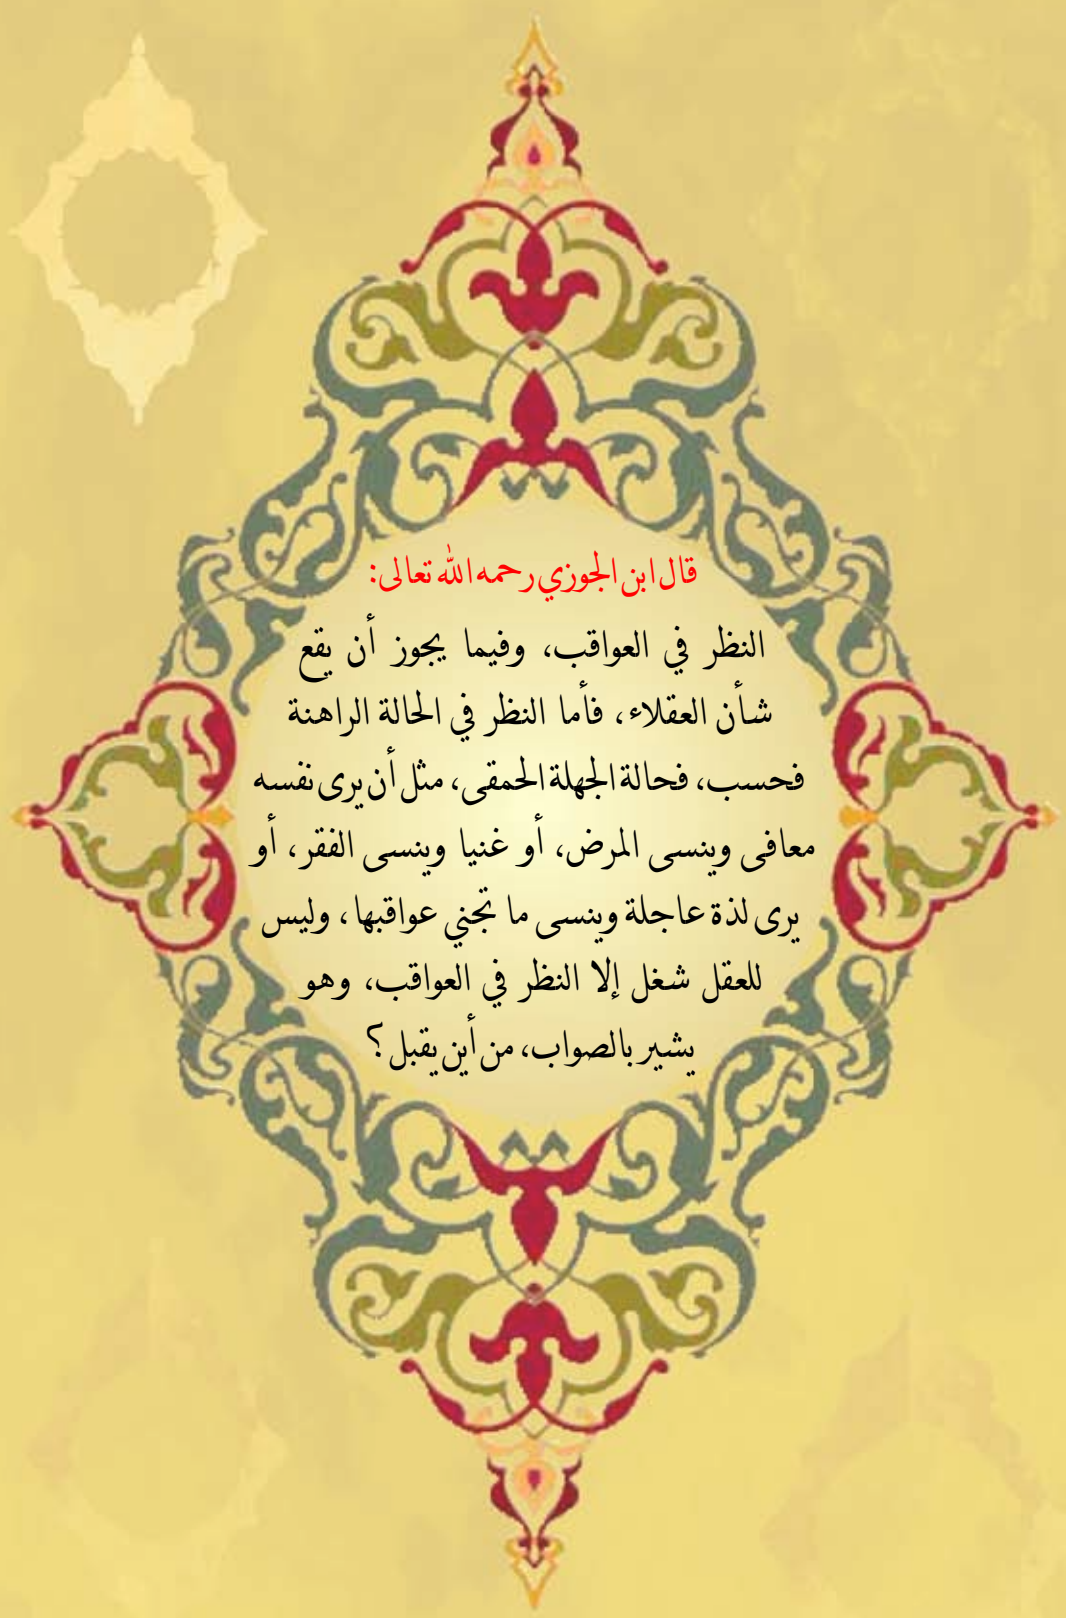 قال ابن الجوزي رحمه الله تعالى:
النظر في العواقب، وفيما يجوز أن يقع
شأن العقلاء، فأما النظر في الحالة الراهنة
فحسب، فحالة الجهلة الحمقى، مثل أن يرى نفسه
معافى وينسى المرض، أو غنيا وينسى الفقر، أو
يرى لذة عاجلة وينسى ما تجني عواقبها، وليس
للعقل شغل إلا النظر في العواقب، وهو
يشير بالصواب، من أين يقبل؟